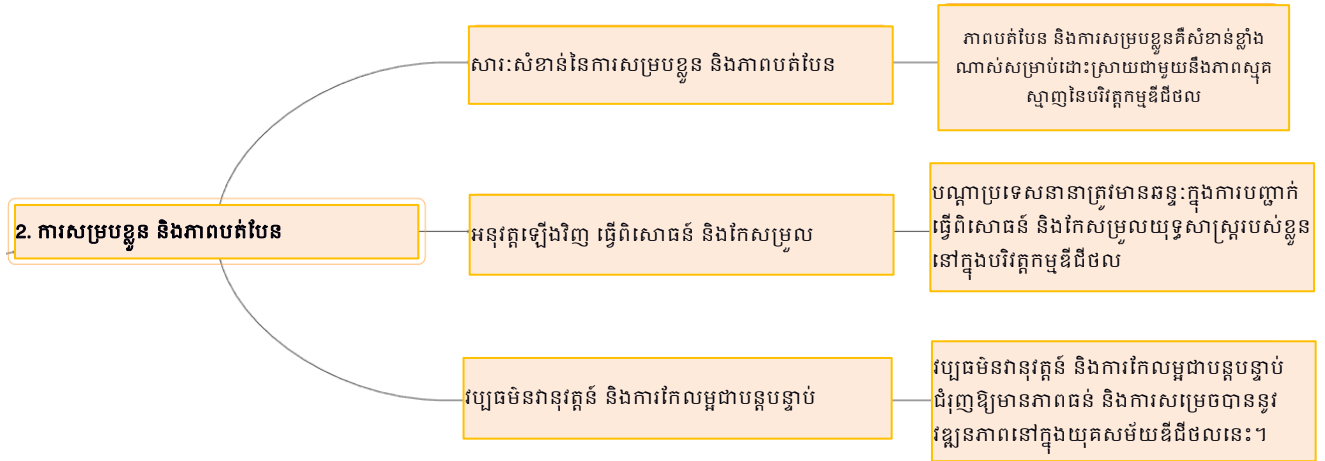 សារៈសំខាន់នៃការសម្របខ្លួន និងភាពបត់បែន
ភាពបត់បែន និងការសម្របខ្លួនគឺសំខាន់ខ្លាំង
ណាស់សម្រាប់ដោះស្រាយជាមួយនឹងភាពស្មុគ
ស្មាញនៃបរិវត្តកម្មឌីជីថល
2. ការសម្របខ្លួន និងភាពបត់បែន
អនុវត្តឡើងវិញ ធ្វើពិសោធន៍ និងកែសម្រួល
បណ្តាប្រទេសនានាត្រូវមានឆន្ទៈក្នុងការបញ្ជាក់
ធ្វើពិសោធន៍ និងកែសម្រួលយុទ្ធសាស្ត្ររបស់ខ្លួន
នៅក្នុងបរិវត្តកម្មឌីជីថល
វប្បធម៌នវានុវត្តន៍ និងការកែលម្អជាបន្តបន្ទាប់
វប្បធម៌នវានុវត្តន៍ និងការកែលម្អជាបន្តបន្ទាប់
ជំរុញឱ្យមានភាពធន់ និងការសម្រេចបាននូវ
វឌ្ឍនភាពនៅក្នុងយុគសម័យឌីជីថលនេះ។